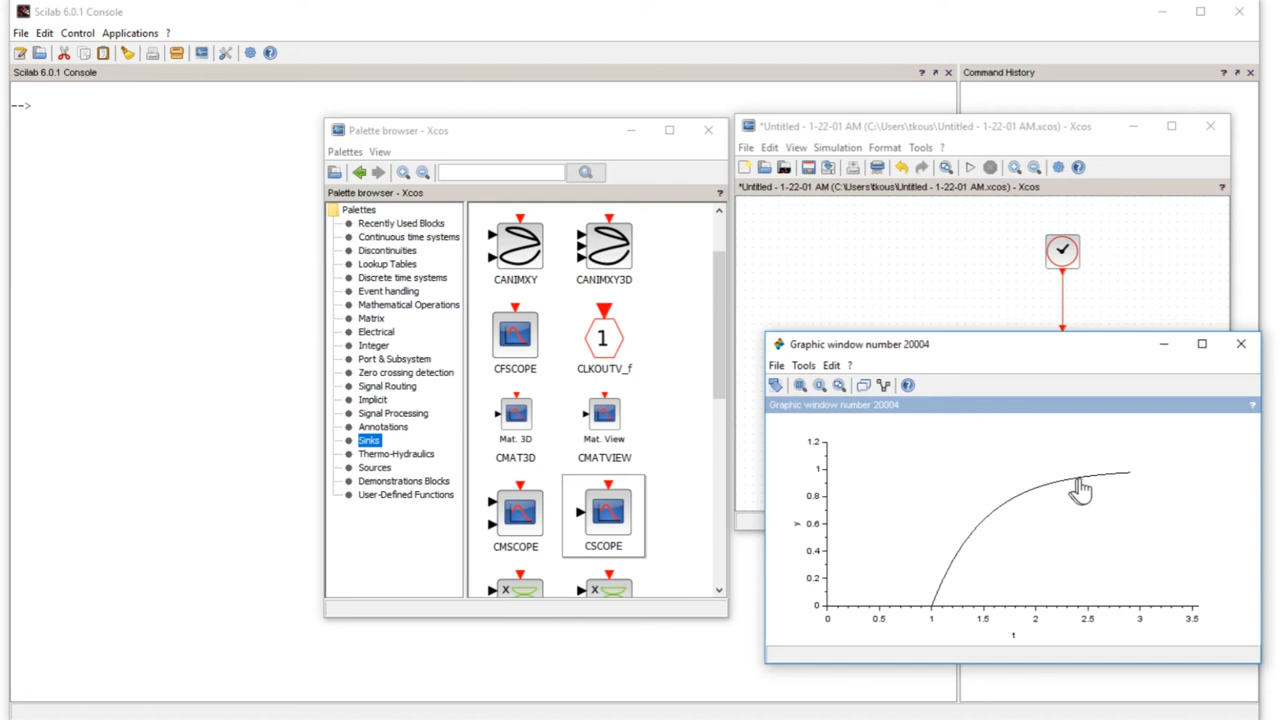 Scilab 6.0.1 Console
File Edit Control Applications ?
Scilab 6.0.1 Console ? Command History ?
-->
Palette browser - Xcos
Palettes View
Palette browser - Xcos ?
Palettes
Recently Used Blocks
Continuous time systems
Discontinuities
Lookup Tables
Discrete time systems
Event handling
Mathematical Operations
Matrix
Electrical
Integer
Port & Subsystem
Zero crossing detection
Signal Routing
Implicit
Signal Processing
Annotations
Sinks
Thermo-Hydraulics
Sources
Demonstrations Blocks
User-Defined Functions
CANIMXY CANIMXY3D
1
CFSCOPE CLKOUTV_f
Mat. 3D Mat. View
CMAT3D CMATVIEW
CMSCOPE CSCOPE
X X
*Untitled - 1-22-01 AM (C:\Users\tkous\Untitled - 1-22-01 AM.xcos) - Xcos
File Edit View Simulation Format Tools ?
*Untitled - 1-22-01 AM (C:\Users\tkous\Untitled - 1-22-01 AM.xcos) - Xcos ?
Graphic window number 20004
File Tools Edit ?
Graphic window number 20004 ?
1.2
1
0.8
y
0.6
0.4
0.2
0
0 0.5 1 1.5 2 2.5 3 3.5
t